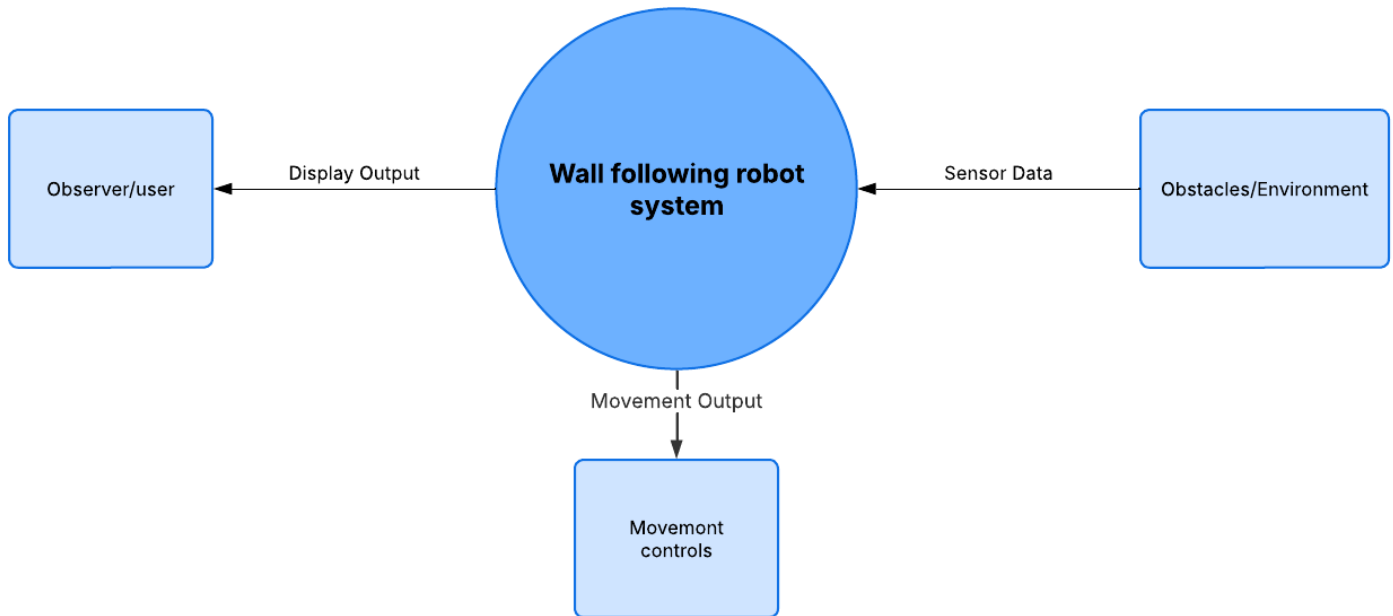 Wall following robot
system
Observer/user
Display Output
Sensor Data
Obstacles/Environment
Movement Output
Movemont
controls